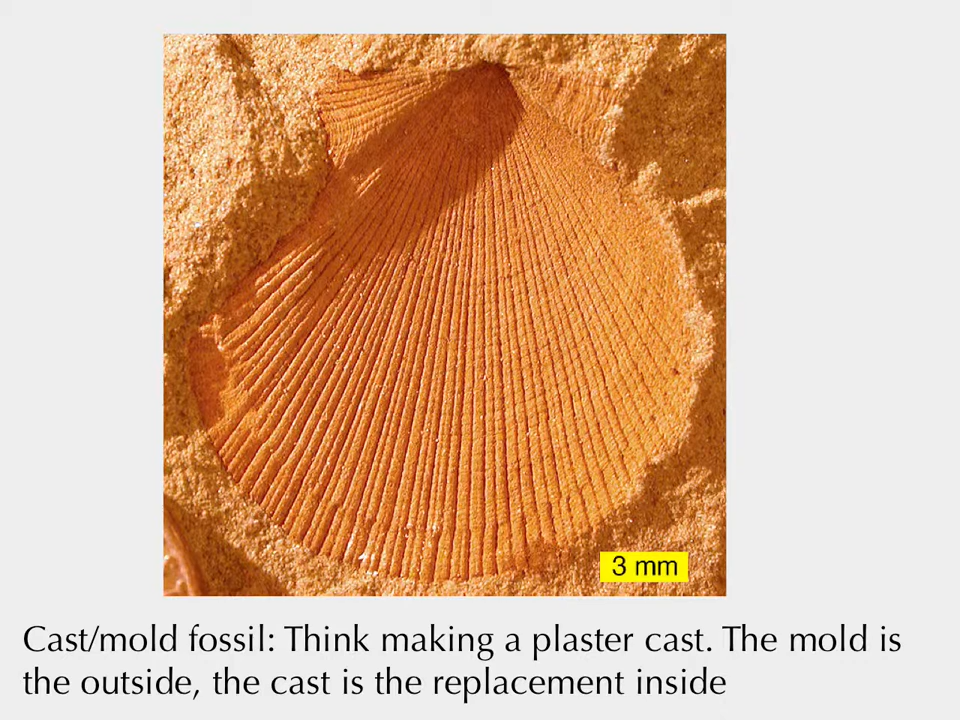 3 mm
Cast/mold fossil: Think making a plaster cast. The mold is
the outside, the cast is the replacement inside